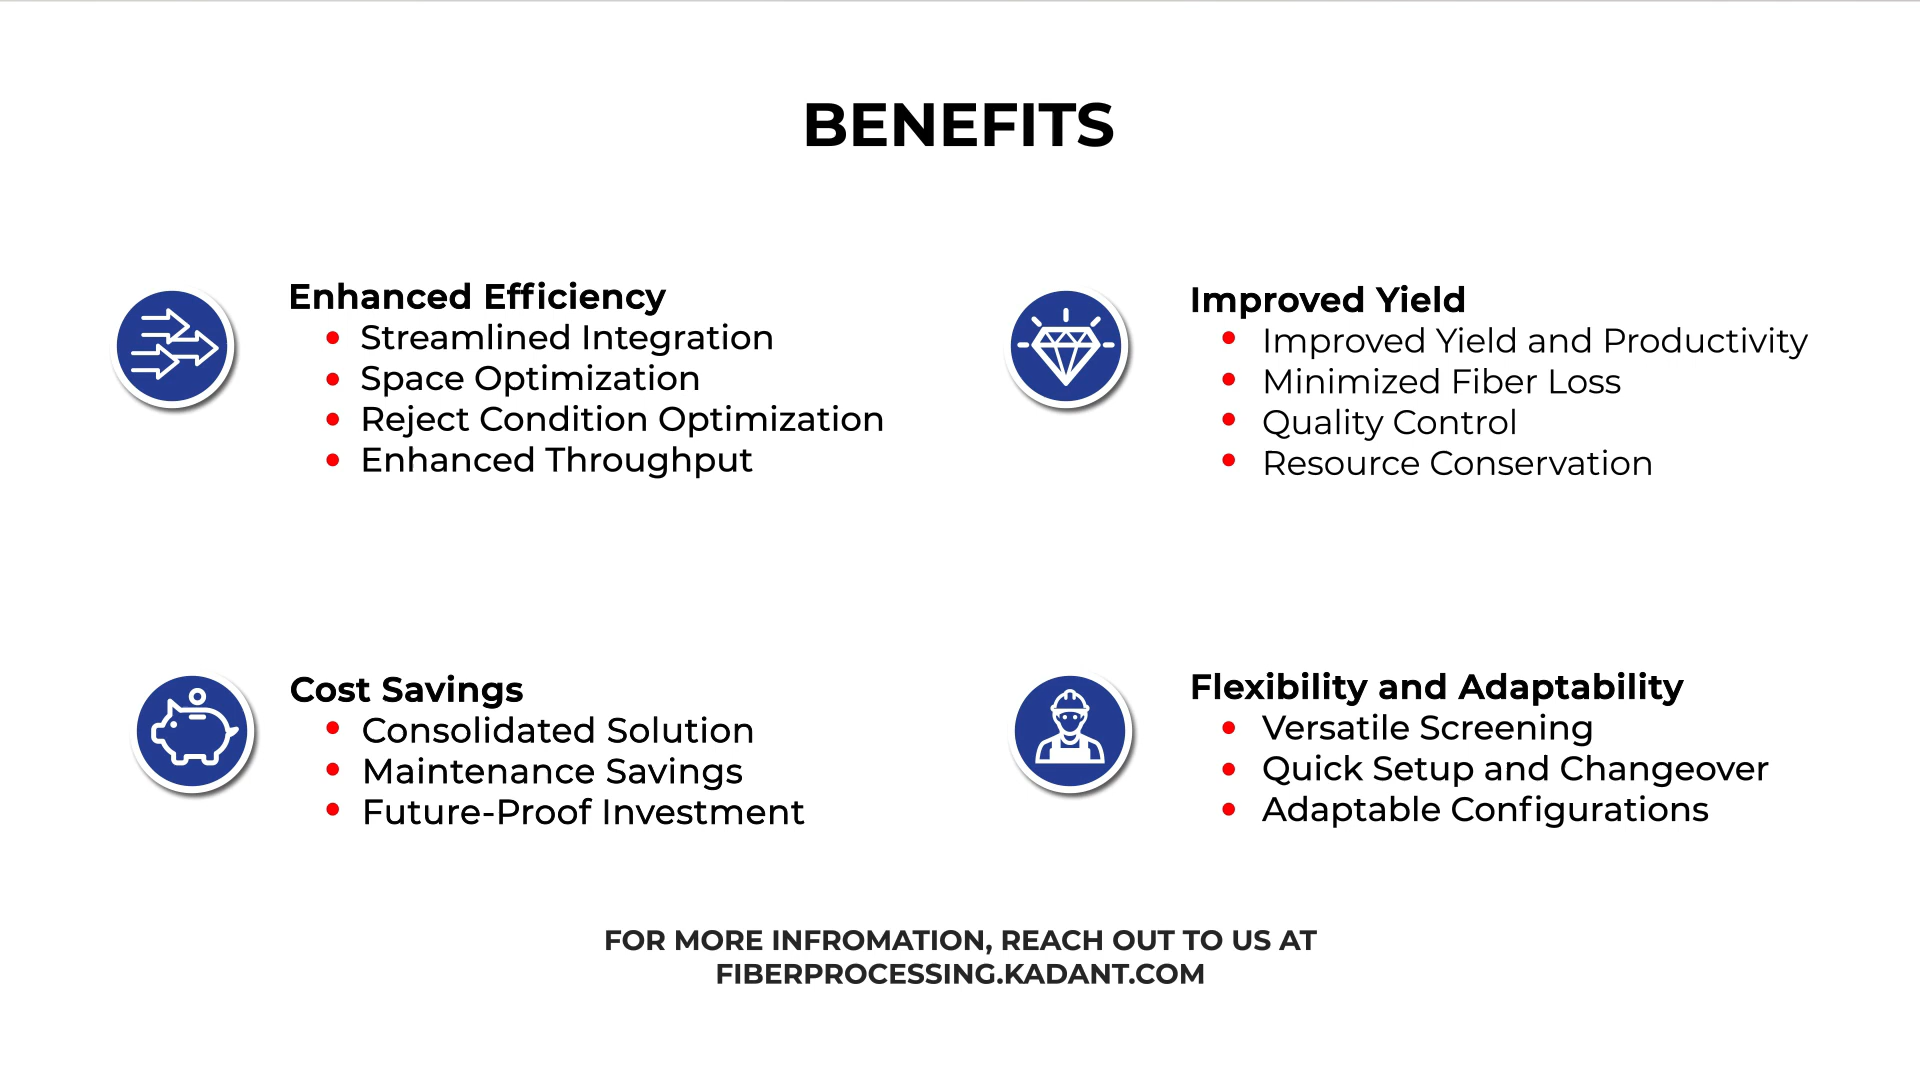 BENEFITS
Enhanced Efficiency
Streamlined Integration
Space Optimization
Reject Condition Optimization
Enhanced Throughput
Improved Yield
Improved Yield and Productivity
Minimized Fiber Loss
Quality Control
Resource Conservation
Cost Savings
Consolidated Solution
Maintenance Savings
Future-Proof Investment
Flexibility and Adaptability
Versatile Screening
Quick Setup and Changeover
Adaptable Configurations
FOR MORE INFROMATION, REACH OUT TO US AT
FIBERPROCESSING.KADANT.COM